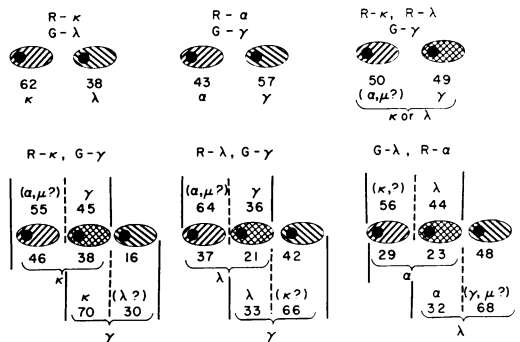 R-κ
G-λ
62 38
κ λ
R-α
G-γ
43 57
α γ
R-κ, R-λ
G-γ
50 49
(α,μ?) γ
κ or λ
R-κ, G-γ
(α,μ?) γ
55 45
46 38 16
κ
κ (λ?)
70 30
γ
R-λ, G-γ
(α,μ?) γ
64 36
37 21 42
λ
λ (κ?)
33 66
γ
G-λ, R-α
(κ,?) λ
56 44
29 23 48
α
α (γ,μ?)
32 68
λ